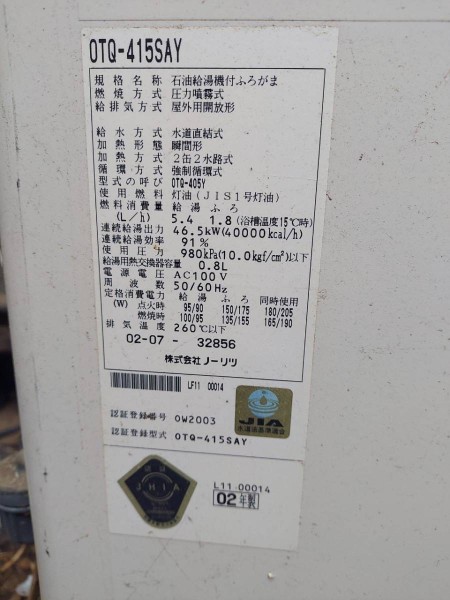 OTQ-415SAY
規格名称 石油給湯機付ふろがま
燃焼方式 圧力噴霧式
給排気方式 屋外用開放形
給水方式 水道直結式
加熱形態 瞬間形
加熱方式 2缶2水路式
循環方式 強制循環式
型式の呼び OTQ-405Y
使用燃料 灯油(JIS1号灯油)
燃料消費量 給湯 ふろ
(L/h) 5.4 1.8(浴槽温度15℃時)
連続給湯出力 46.5kW(40000kcal/h)
連続給湯効率 91%
使用圧力 980kPa(10.0kgf/cm²)以下
給湯用熱交換器容量 0.8L
電源電圧 AC100V
周波数 50/60Hz
定格消費電力 給湯 ふろ 同時使用
(W) 点火時 95/90 150/175 180/205
燃焼時 100/95 135/155 165/190
排気温度 260℃以下
02-07-32856
株式会社ノーリツ
LF11 00014
認証登録番号 OW2003
JIA
認証登録型式 OTQ-415SAY
JHIA
L11-00014
02年製